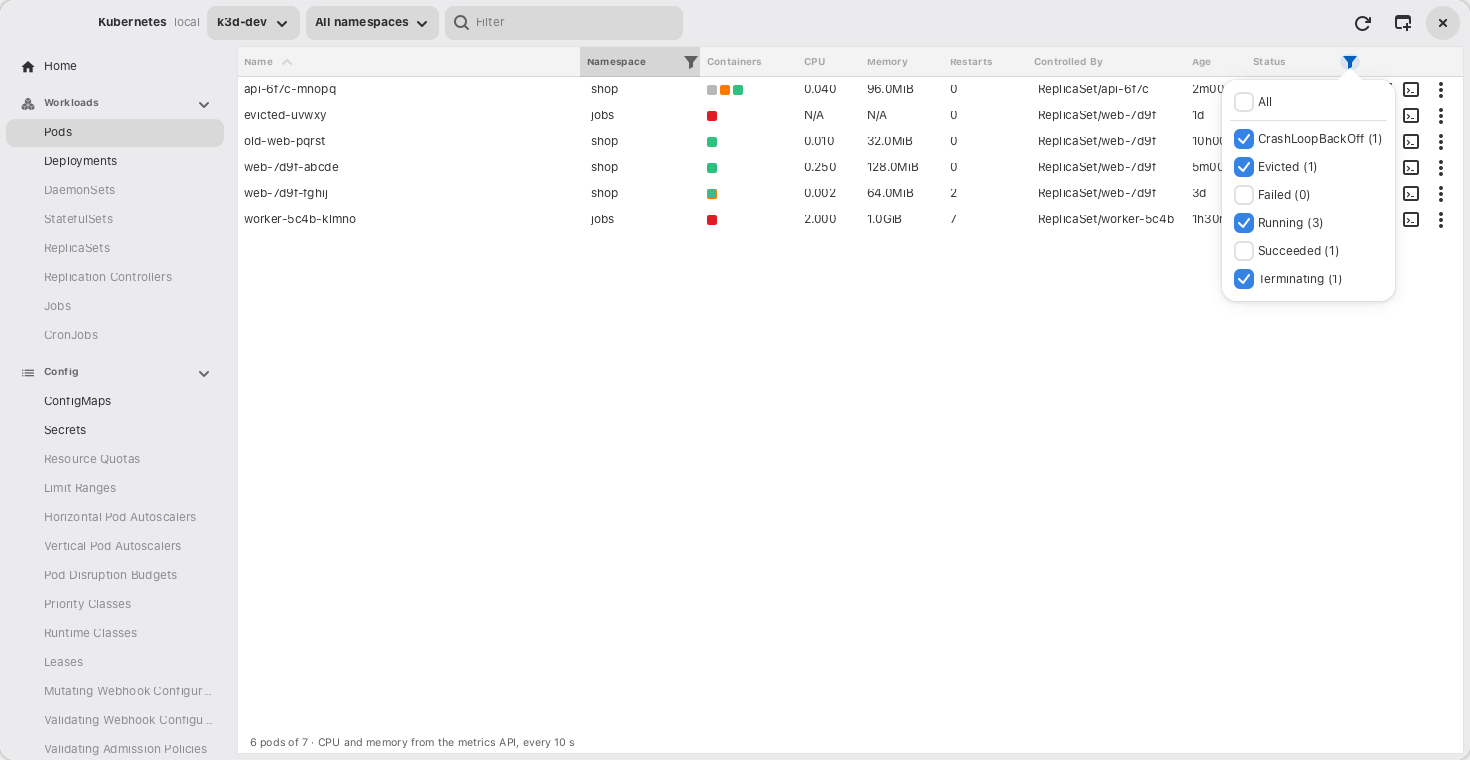 Kubernetes local k3d-dev All namespaces Filter
Home
Workloads
Pods
Deployments
DaemonSets
StatefulSets
ReplicaSets
Replication Controllers
Jobs
CronJobs
Config
ConfigMaps
Secrets
Resource Quotas
Limit Ranges
Horizontal Pod Autoscalers
Vertical Pod Autoscalers
Pod Disruption Budgets
Priority Classes
Runtime Classes
Leases
Mutating Webhook Configur...
Validating Webhook Configu...
Validating Admission Policies
Name Namespace Containers CPU Memory Restarts Controlled By Age Status
api-6f7c-mnopq shop 0.040 96.0MiB 0 ReplicaSet/api-6f7c 2m00
evicted-uvwxy jobs N/A N/A 0 ReplicaSet/web-7d9f 1d
old-web-pqrst shop 0.010 32.0MiB 0 ReplicaSet/web-7d9f 10h00
web-7d9f-abcde shop 0.250 128.0MiB 0 ReplicaSet/web-7d9f 5m00
web-7d9f-fghij shop 0.002 64.0MiB 2 ReplicaSet/web-7d9f 3d
worker-5c4b-klmno jobs 2.000 1.0GiB 7 ReplicaSet/worker-5c4b 1h30
All
CrashLoopBackOff (1)
Evicted (1)
Failed (0)
Running (3)
Succeeded (1)
Terminating (1)
6 pods of 7 · CPU and memory from the metrics API, every 10 s